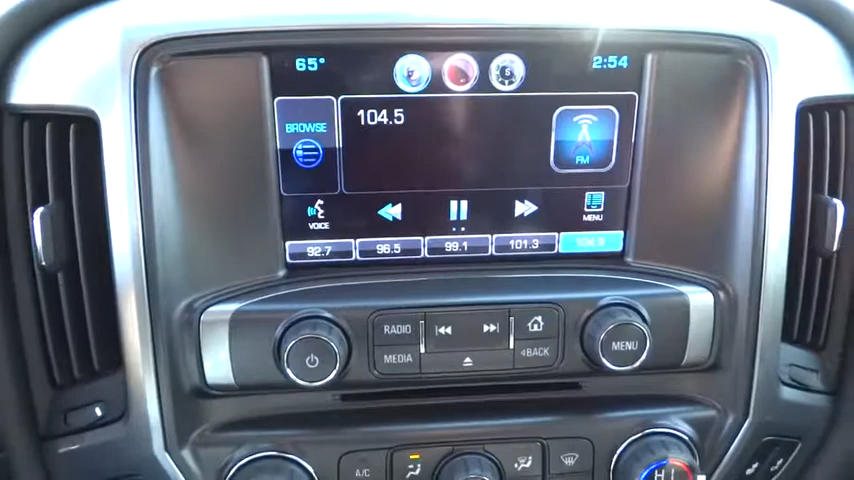 65°
2:54
S
BROWSE
104.5
FM
VOICE
MENU
92.7
96.5
99.1
101.3
RADIO
MEDIA
BACK
MENU
A/C
HI